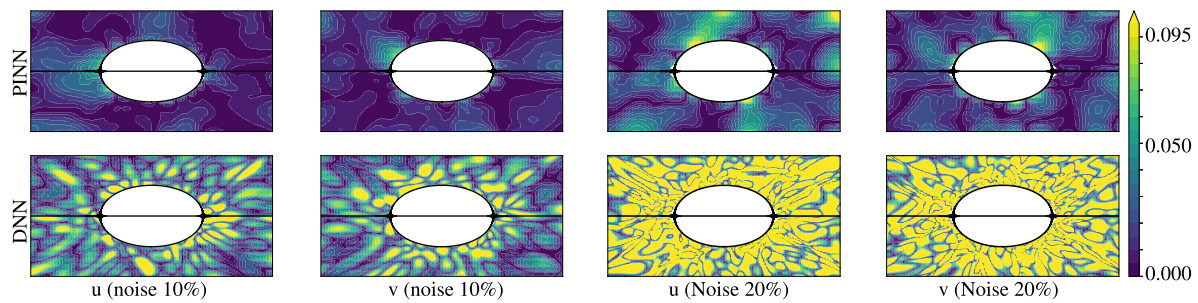 PINN
0.095
0.050
DNN
0.000
u (noise 10%)
v (noise 10%)
u (Noise 20%)
v (Noise 20%)